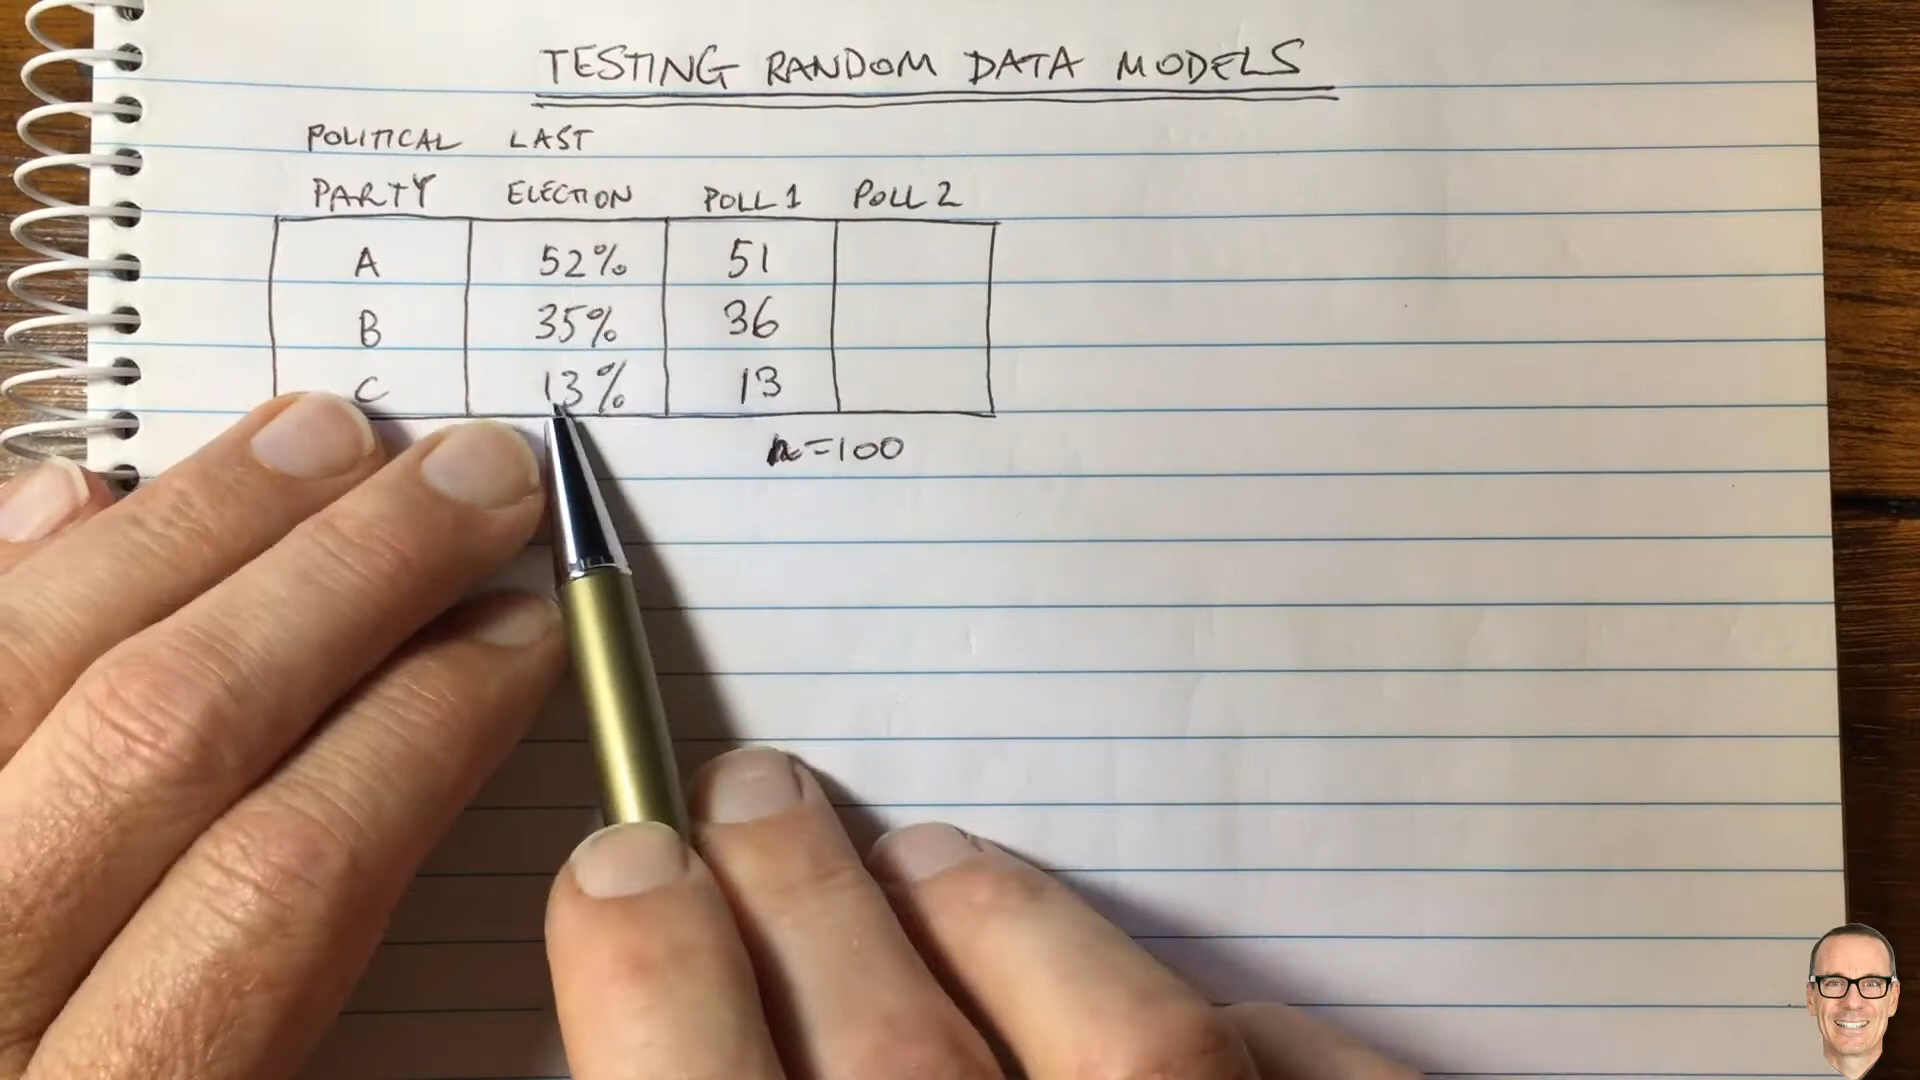 TESTING RANDOM DATA MODELS
POLITICAL LAST
PARTY ELECTION POLL 1 POLL 2
A 52% 51
B 35% 36
C 13% 13
n=100